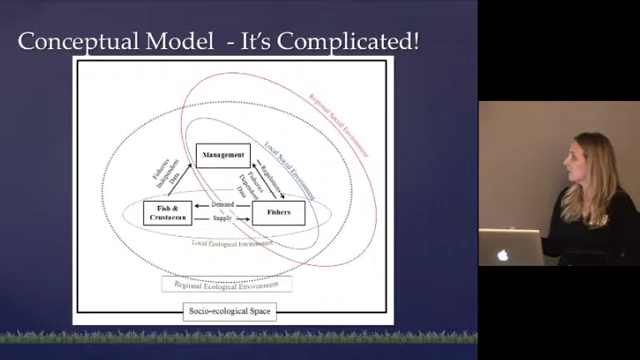 Conceptual Model - It's Complicated!
Regional Social Environment
Local Social Environment
Management
Fisheries
Independent
Data
Regulations
Fisheries
Dependent
Data
Fish &
Crustacean
Demand
Supply
Fishers
Local Ecological Environment
Regional Ecological Environment
Socio-ecological Space